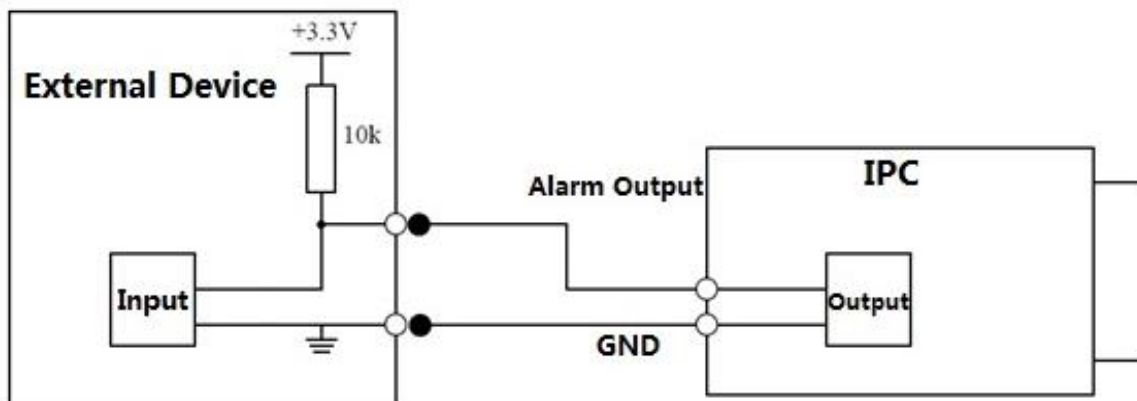 +3.3V
External Device
10k
IPC
Alarm Output
Input
Output
GND